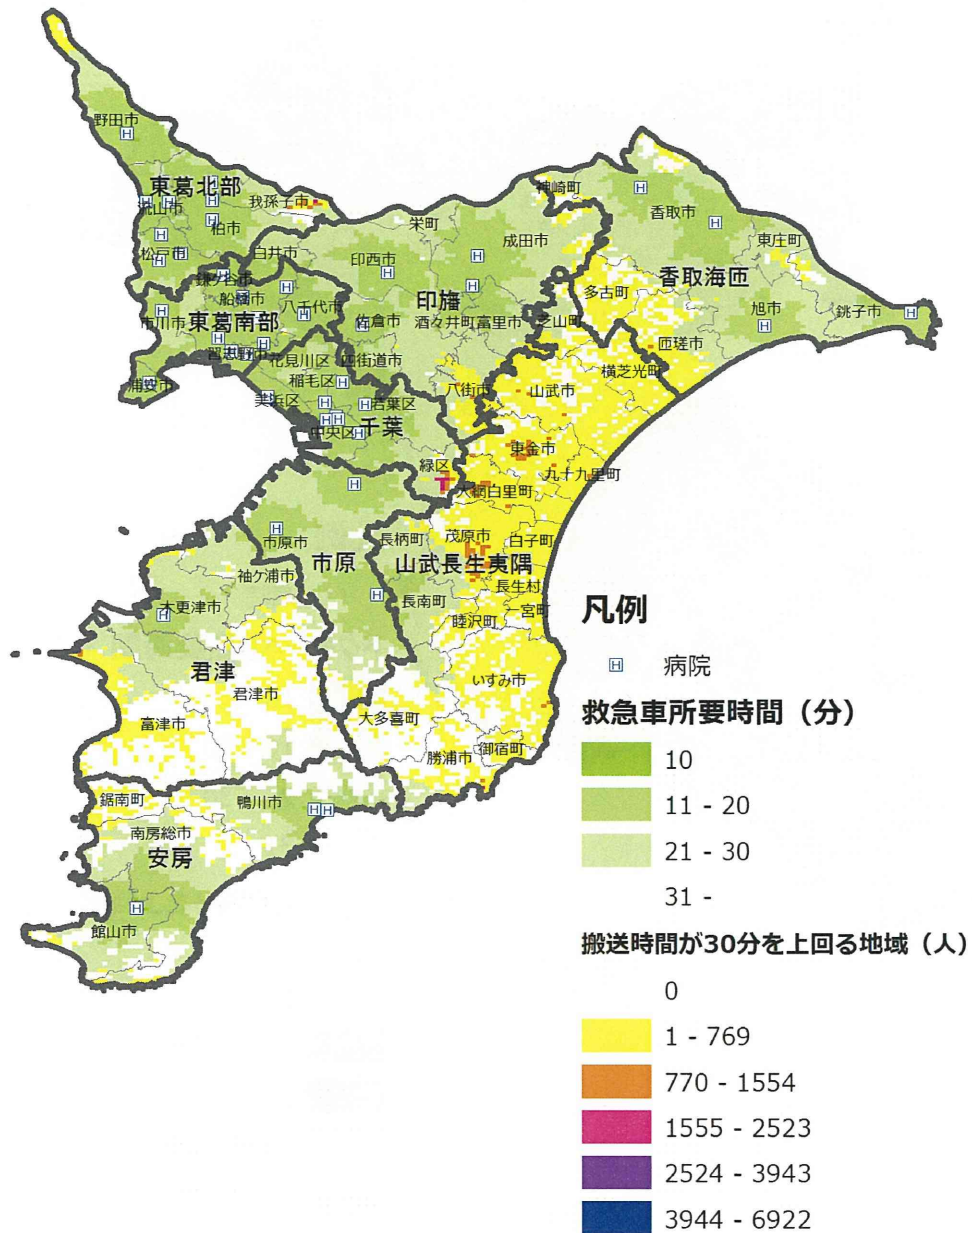 野田市
H
東葛北部
我孫子市
流山市
柏市
松戸市
白井市
鎌ケ谷市
船橋市
東葛南部
八千代市
市川市
習志野市
浦安市
花見川区
四街道市
稲毛区
美浜区
若葉区
中央区
千葉
緑区
栄町
成田市
印西市
印旛
佐倉市
酒々井町
富里市
八街市
神崎町
香取市
東庄町
香取海匝
多古町
旭市
銚子市
芝山町
匝瑳市
横芝光町
山武市
東金市
九十九里町
大網白里町
茂原市
白子町
長柄町
山武長生夷隅
長生村
長南町
一宮町
睦沢町
いすみ市
大多喜町
御宿町
勝浦市
市原市
市原
袖ケ浦市
木更津市
君津
君津市
富津市
鋸南町
鴨川市
南房総市
安房
館山市
凡例
H 病院
救急車所要時間（分）
10
11 - 20
21 - 30
31 -
搬送時間が30分を上回る地域（人）
0
1 - 769
770 - 1554
1555 - 2523
2524 - 3943
3944 - 6922